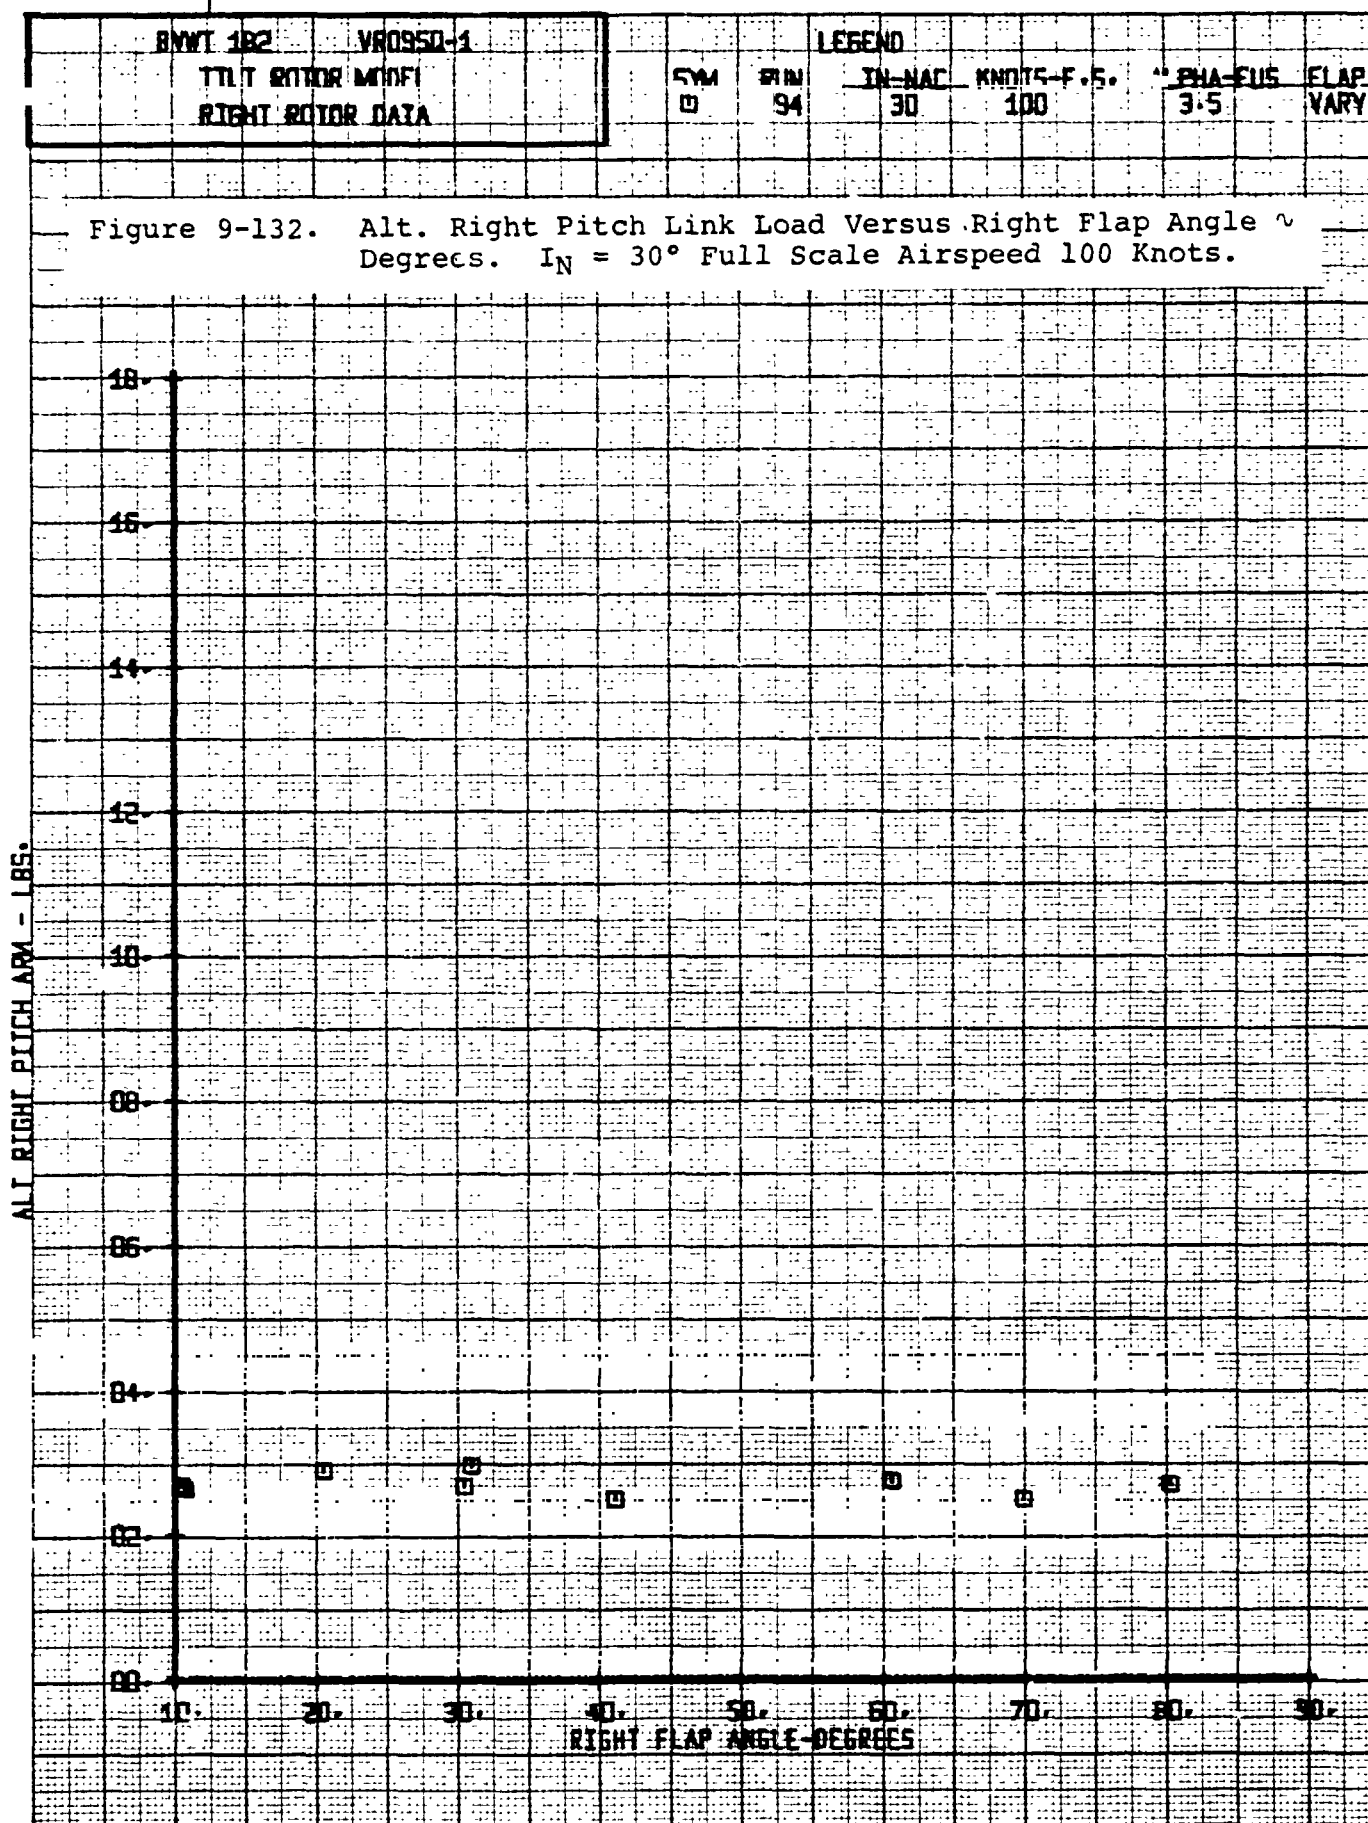 BVWT 182 VR095D-1
TILT ROTOR MODEL
RIGHT ROTOR DATA
LEGEND
SYM RUN IN-NAC KNOTS-F.S. PHA-FUS FLAP
94 30 100 3.5 VARY
Figure 9-132. Alt. Right Pitch Link Load Versus Right Flap Angle ~
Degrees. I_N = 30° Full Scale Airspeed 100 Knots.
18.
16.
14.
12.
10.
08.
06.
04.
02.
00.
ALT RIGHT PITCH ARM - LBS.
10. 20. 30. 40. 50. 60. 70. 80. 90.
RIGHT FLAP ANGLE-DEGREES